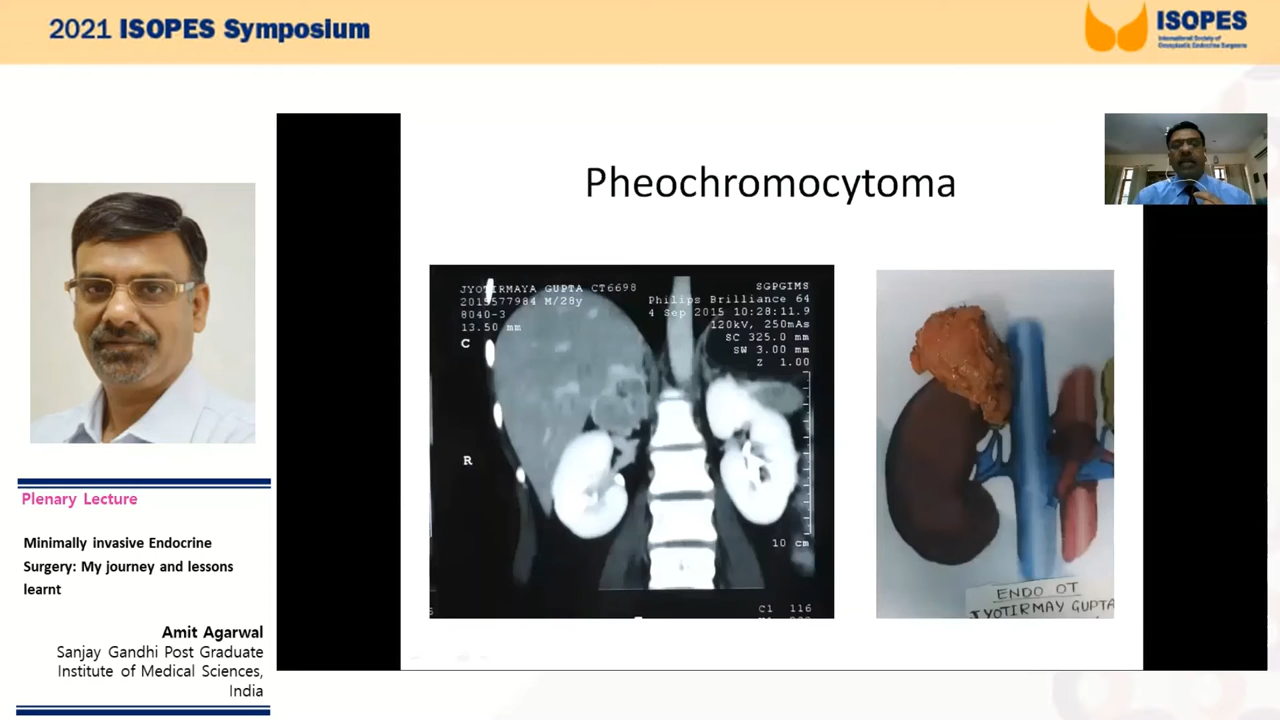 2021 ISOPES Symposium
ISOPES
International Society of
Oncoplastic Endocrine Surgeons
Pheochromocytoma
JYOTIRMAYA GUPTA CT6698
2015577984 M/28y
8040-3
13.50 mm
C
R
SGPGIMS
Philips Brilliance 64
4 Sep 2015 10:28:11.9
120kV, 250mAs
SC 325.0 mm
SW 3.00 mm
Z 1.00
10 cm
C1 116
ENDO OT
JYOTIRMAY GUPTA
Plenary Lecture
Minimally invasive Endocrine
Surgery: My journey and lessons
learnt
Amit Agarwal
Sanjay Gandhi Post Graduate
Institute of Medical Sciences,
India